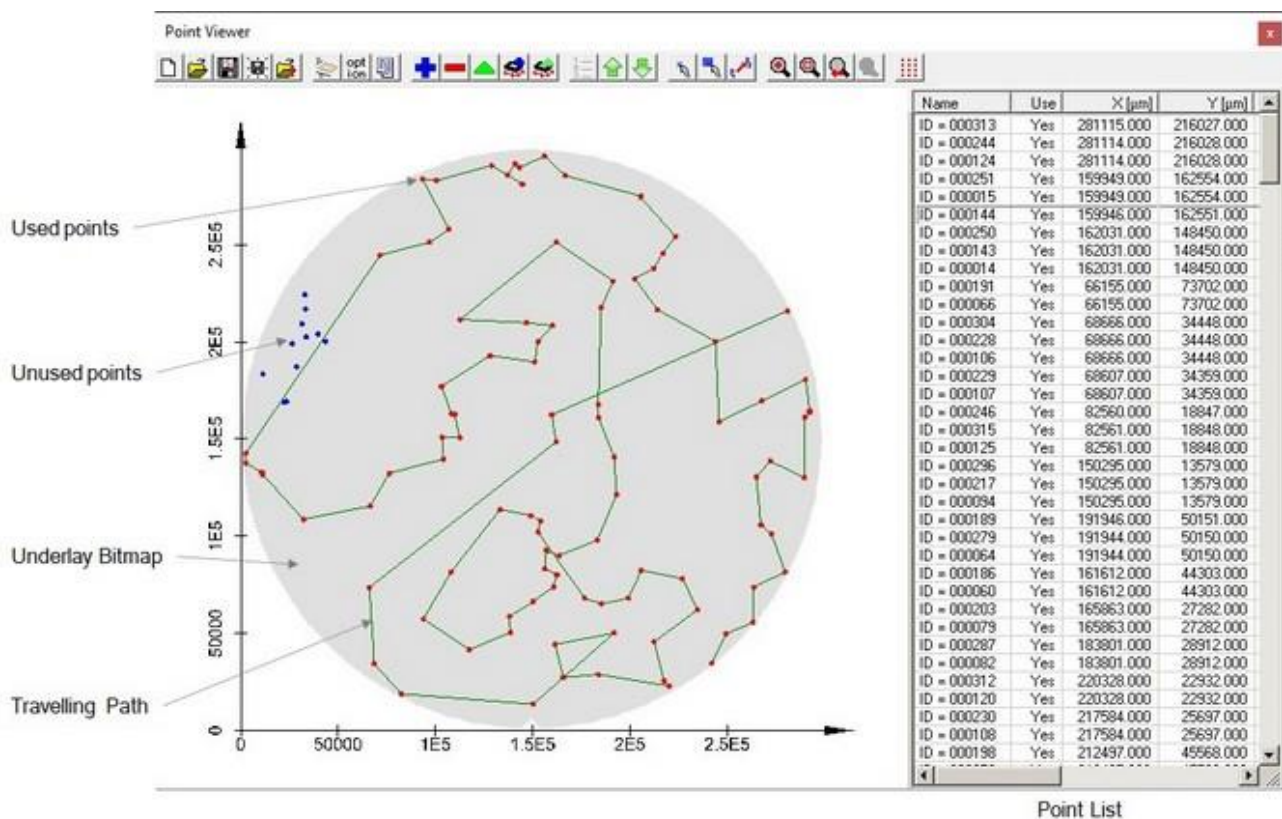 Point Viewer
x
opt
ion
Used points
Unused points
Underlay Bitmap
Travelling Path
2.5E5
2E5
1.5E5
1E5
50000
0
0 50000 1E5 1.5E5 2E5 2.5E5
Name Use X [µm] Y [µm]
ID = 000313 Yes 281115.000 216027.000
ID = 000244 Yes 281114.000 216028.000
ID = 000124 Yes 281114.000 216028.000
ID = 000251 Yes 159949.000 162554.000
ID = 000015 Yes 159949.000 162554.000
ID = 000144 Yes 159946.000 162551.000
ID = 000250 Yes 162031.000 148450.000
ID = 000143 Yes 162031.000 148450.000
ID = 000014 Yes 162031.000 148450.000
ID = 000191 Yes 66155.000 73702.000
ID = 000066 Yes 66155.000 73702.000
ID = 000304 Yes 68666.000 34448.000
ID = 000228 Yes 68666.000 34448.000
ID = 000106 Yes 68666.000 34448.000
ID = 000229 Yes 68607.000 34359.000
ID = 000107 Yes 68607.000 34359.000
ID = 000246 Yes 82560.000 18847.000
ID = 000315 Yes 82561.000 18848.000
ID = 000125 Yes 82561.000 18848.000
ID = 000296 Yes 150295.000 13579.000
ID = 000217 Yes 150295.000 13579.000
ID = 000094 Yes 150295.000 13579.000
ID = 000189 Yes 191946.000 50151.000
ID = 000279 Yes 191944.000 50150.000
ID = 000064 Yes 191944.000 50150.000
ID = 000186 Yes 161612.000 44303.000
ID = 000060 Yes 161612.000 44303.000
ID = 000203 Yes 165863.000 27282.000
ID = 000079 Yes 165863.000 27282.000
ID = 000287 Yes 183801.000 28912.000
ID = 000082 Yes 183801.000 28912.000
ID = 000312 Yes 220328.000 22932.000
ID = 000120 Yes 220328.000 22932.000
ID = 000230 Yes 217584.000 25697.000
ID = 000108 Yes 217584.000 25697.000
ID = 000198 Yes 212497.000 45568.000
Point List